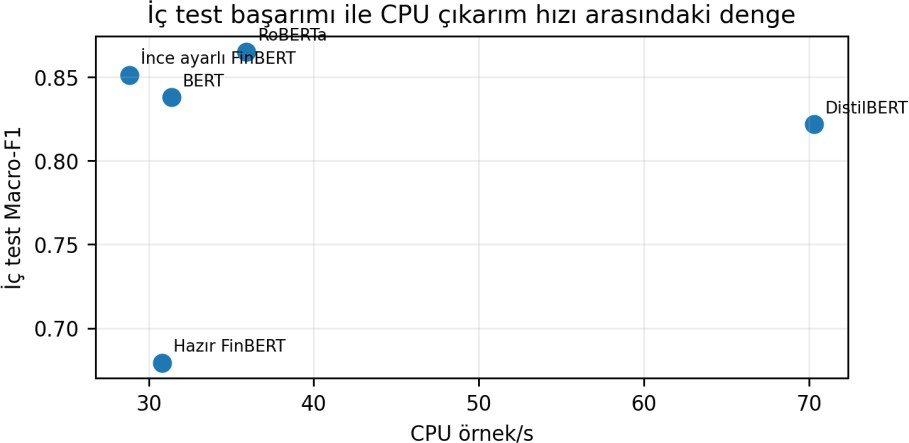 İç test başarımı ile CPU çıkarım hızı arasındaki denge
RoBERTa
İnce ayarlı FinBERT
BERT
DistilBERT
Hazır FinBERT
0.85
0.80
0.75
0.70
İç test Macro-F1
30 40 50 60 70
CPU örnek/s